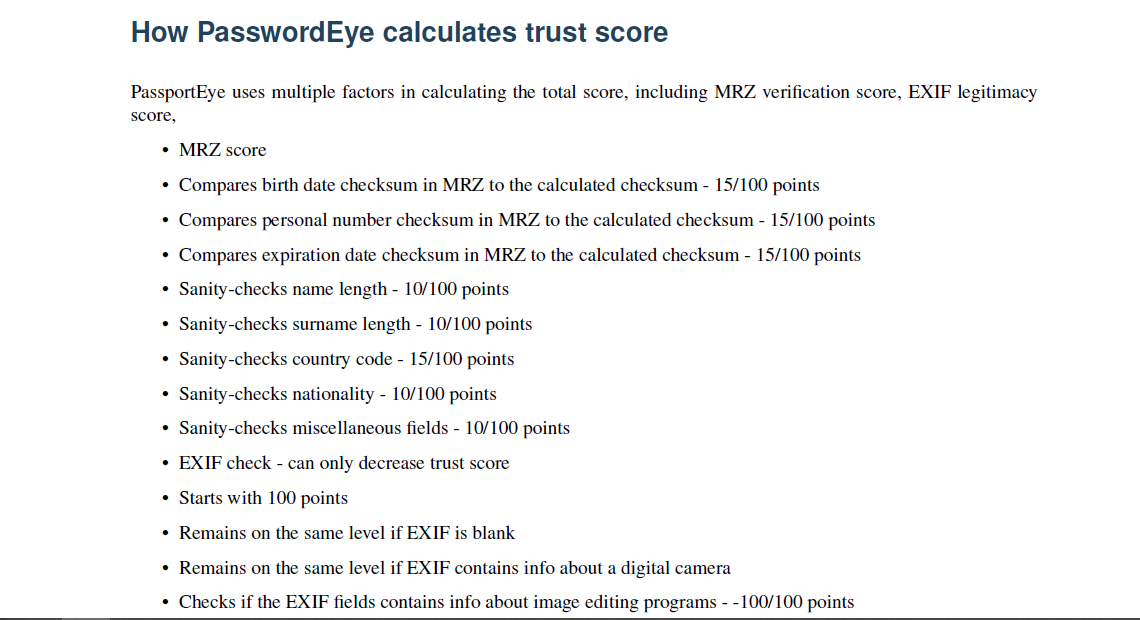 How PasswordEye calculates trust score
PassportEye uses multiple factors in calculating the total score, including MRZ verification score, EXIF legitimacy
score,
• MRZ score
• Compares birth date checksum in MRZ to the calculated checksum - 15/100 points
• Compares personal number checksum in MRZ to the calculated checksum - 15/100 points
• Compares expiration date checksum in MRZ to the calculated checksum - 15/100 points
• Sanity-checks name length - 10/100 points
• Sanity-checks surname length - 10/100 points
• Sanity-checks country code - 15/100 points
• Sanity-checks nationality - 10/100 points
• Sanity-checks miscellaneous fields - 10/100 points
• EXIF check - can only decrease trust score
• Starts with 100 points
• Remains on the same level if EXIF is blank
• Remains on the same level if EXIF contains info about a digital camera
• Checks if the EXIF fields contains info about image editing programs - -100/100 points